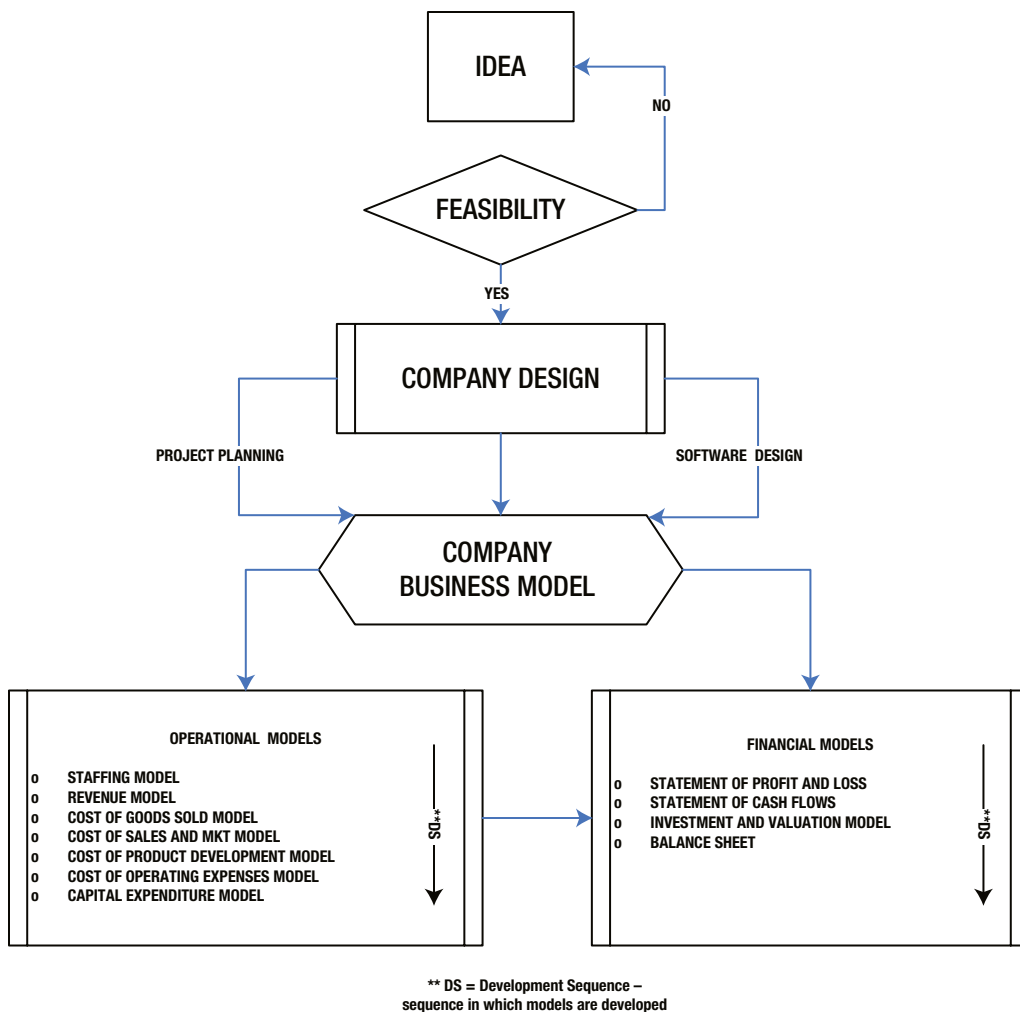 IDEA
NO
FEASIBILITY
YES
COMPANY DESIGN
PROJECT PLANNING
SOFTWARE DESIGN
COMPANY
BUSINESS MODEL
OPERATIONAL MODELS
o STAFFING MODEL
o REVENUE MODEL
o COST OF GOODS SOLD MODEL
o COST OF SALES AND MKT MODEL
o COST OF PRODUCT DEVELOPMENT MODEL
o COST OF OPERATING EXPENSES MODEL
o CAPITAL EXPENDITURE MODEL
**DS
FINANCIAL MODELS
o STATEMENT OF PROFIT AND LOSS
o STATEMENT OF CASH FLOWS
o INVESTMENT AND VALUATION MODEL
o BALANCE SHEET
**DS
** DS = Development Sequence –
sequence in which models are developed